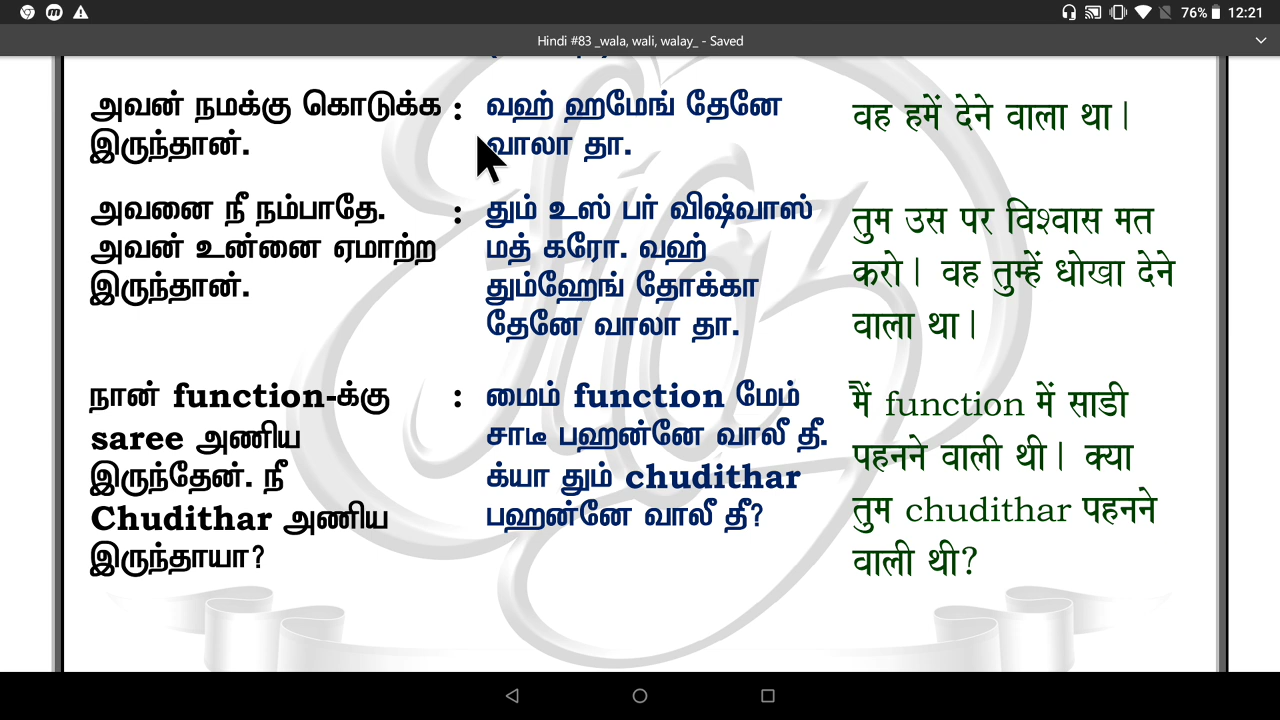 76% 12:21
Hindi #83 _wala, wali, walay_ - Saved
அவன் நமக்கு கொடுக்க : வஹ் ஹமேங் தேனே வह हमें देने वाला था।
இருந்தான். வாலா தா.
அவனை நீ நம்பாதே. : தும் உஸ் பர் விஷ்வாஸ் तुम उस पर विश्वास मत
அவன் உன்னை ஏமாற்ற மத் கரோ. வஹ் करो। वह तुम्हें धोखा देने
இருந்தான். தும்ஹேங் தோக்கா वाला था।
தேனே வாலா தா.
நான் function-க்கு : மைம் function மேம் मैं function में साडी
saree அணிய சாடீ பஹன்னே வாலீ தீ. पहनने वाली थी। क्या
இருந்தேன். நீ க்யா தும் chudithar तुम chudithar पहनने
Chudithar அணிய பஹன்னே வாலீ தீ? वाली थी?
இருந்தாயா?